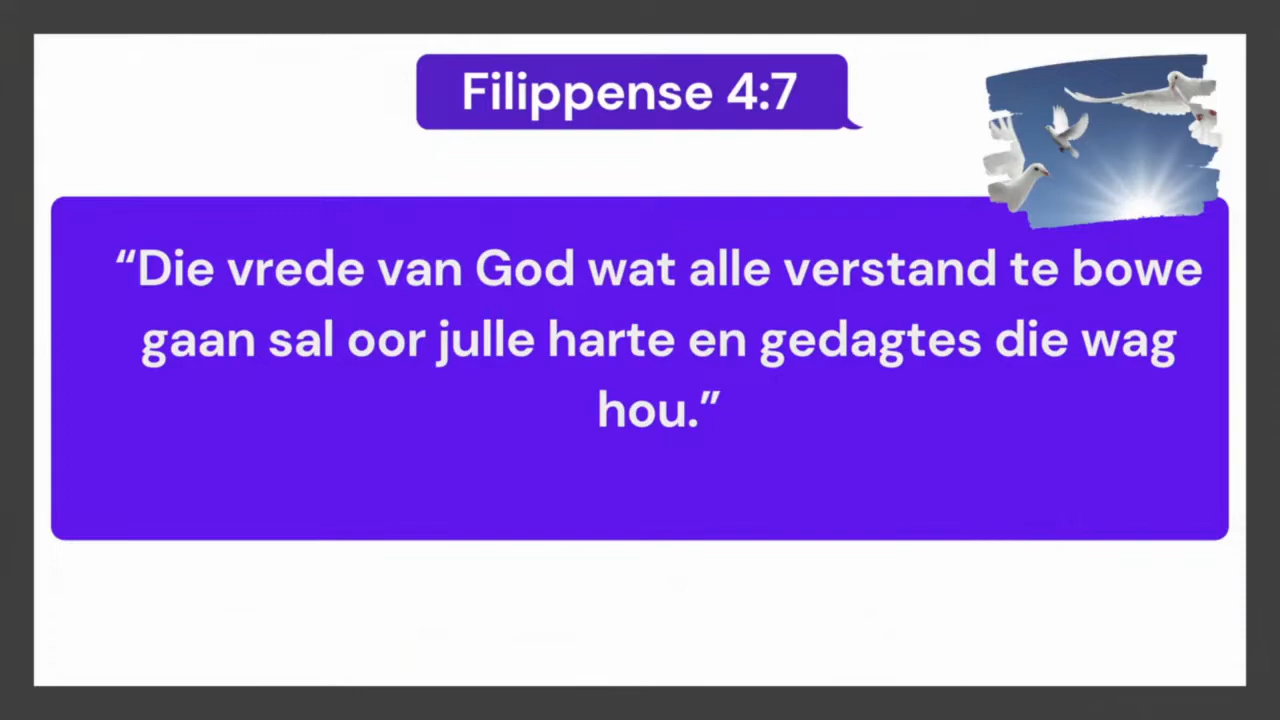 Filippense 4:7
“Die vrede van God wat alle verstand te bowe
gaan sal oor julle harte en gedagtes die wag
hou.”